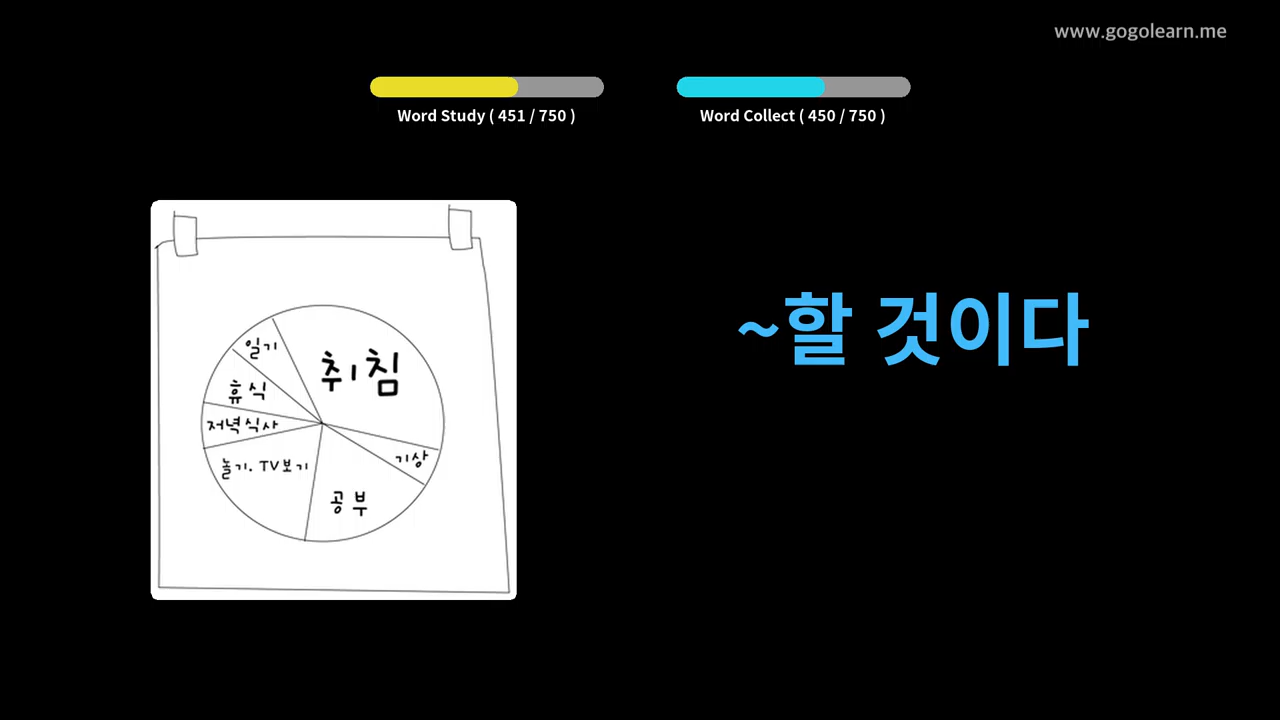 www.gogolearn.me
Word Study ( 451 / 750 )
Word Collect ( 450 / 750 )
~할 것이다
일기
취침
휴식
저녁식사
놀기. TV보기
기상
공부